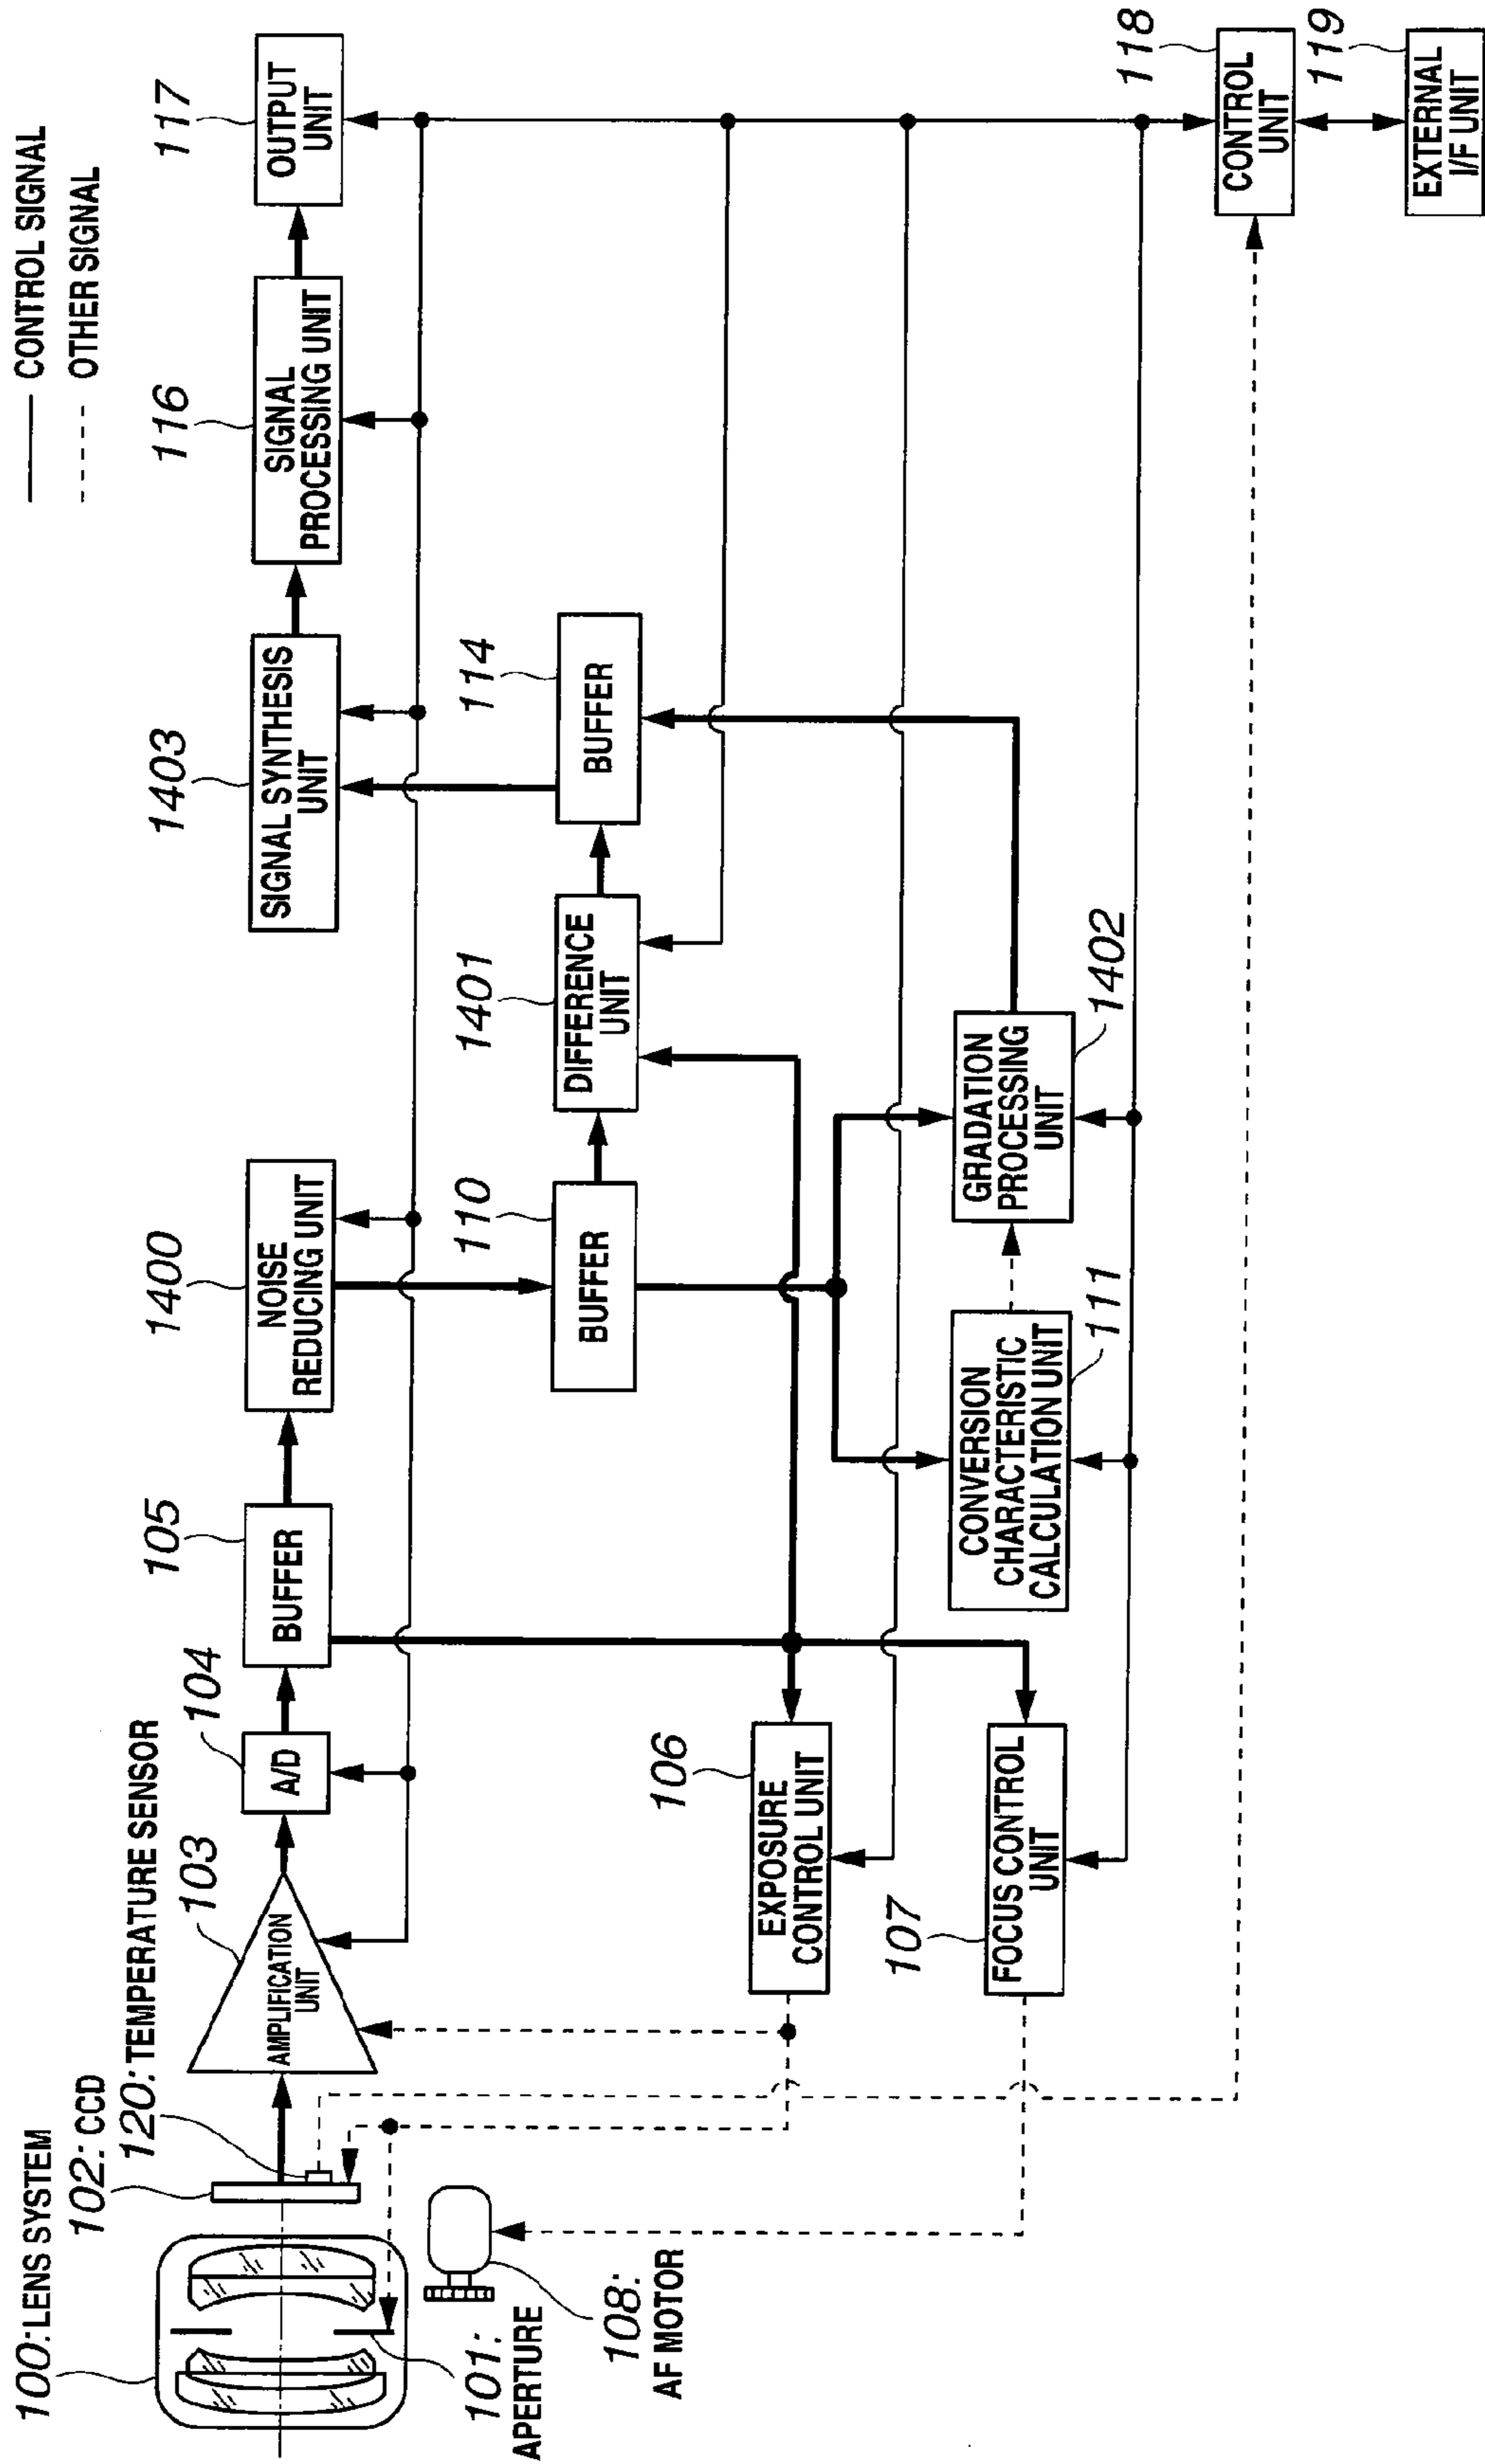 CONTROL SIGNAL
OTHER SIGNAL
100: LENS SYSTEM
102: CCD
120: TEMPERATURE SENSOR
101:
APERTURE
108:
AF MOTOR
103
AMPLIFICATION
UNIT
104
A/D
105
BUFFER
1400
NOISE
REDUCING UNIT
1403
SIGNAL SYNTHESIS
UNIT
116
SIGNAL
PROCESSING UNIT
117
OUTPUT
UNIT
110
BUFFER
1401
DIFFERENCE
UNIT
114
BUFFER
106
EXPOSURE
CONTROL UNIT
107
FOCUS CONTROL
UNIT
CONVERSION
CHARACTERISTIC
CALCULATION UNIT
111
GRADATION
PROCESSING
UNIT
1402
118
CONTROL
UNIT
119
EXTERNAL
I/F UNIT